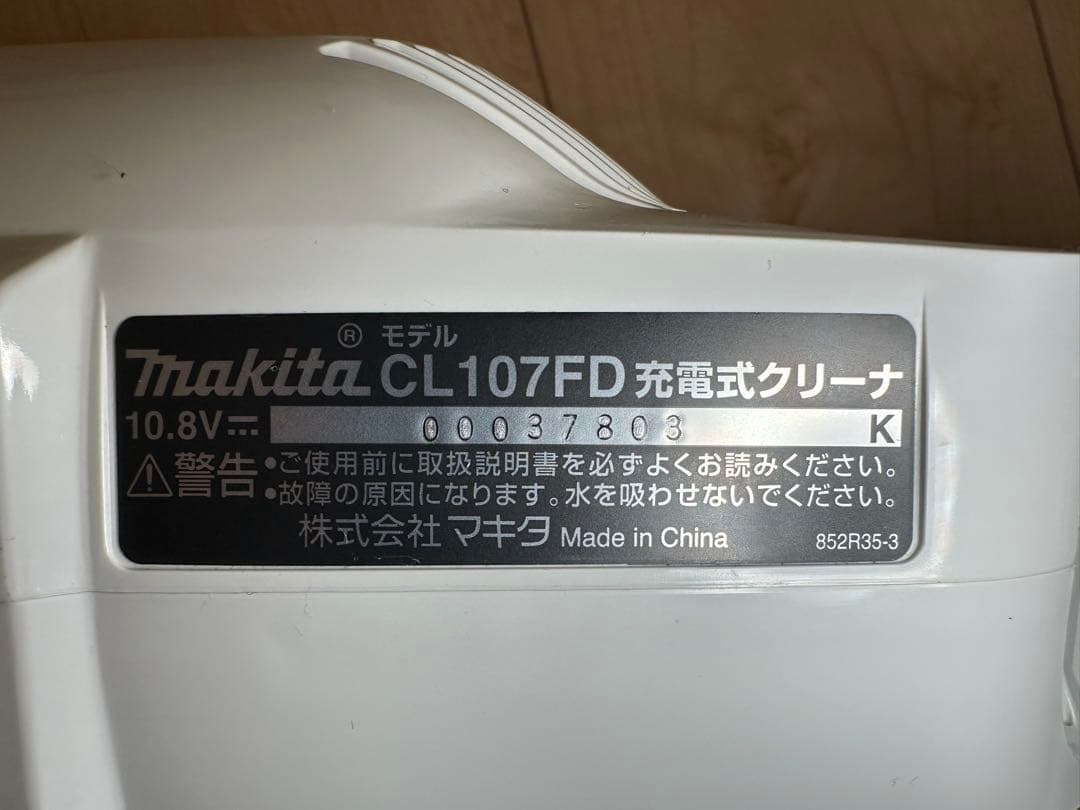 makita® モデル CL107FD 充電式クリーナ
10.8V⎓ 00037803 K
⚠警告 •ご使用前に取扱説明書を必ずよくお読みください。
•故障の原因になります。水を吸わせないでください。
株式会社 マキタ Made in China 852R35-3